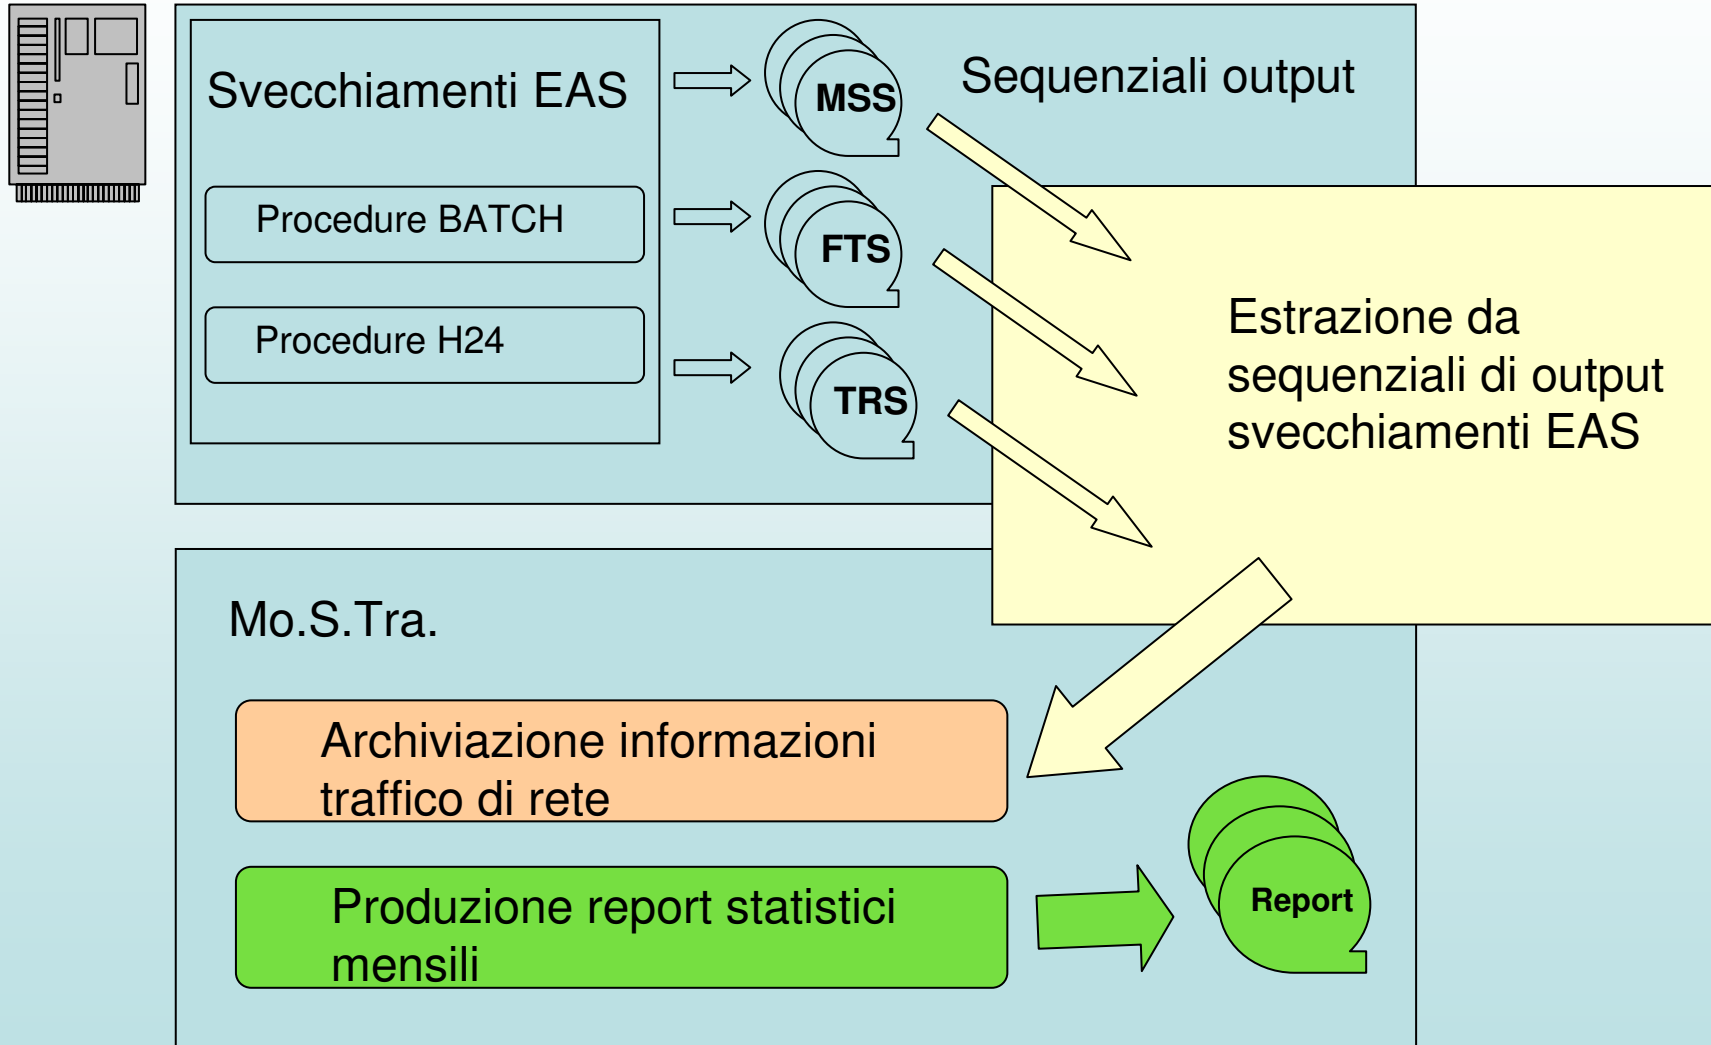 Svecchiamenti EAS
MSS
Sequenziali output
Procedure BATCH
FTS
Procedure H24
TRS
Estrazione da
sequenziali di output
svecchiamenti EAS
Mo.S.Tra.
Archiviazione informazioni
traffico di rete
Produzione report statistici
mensili
Report